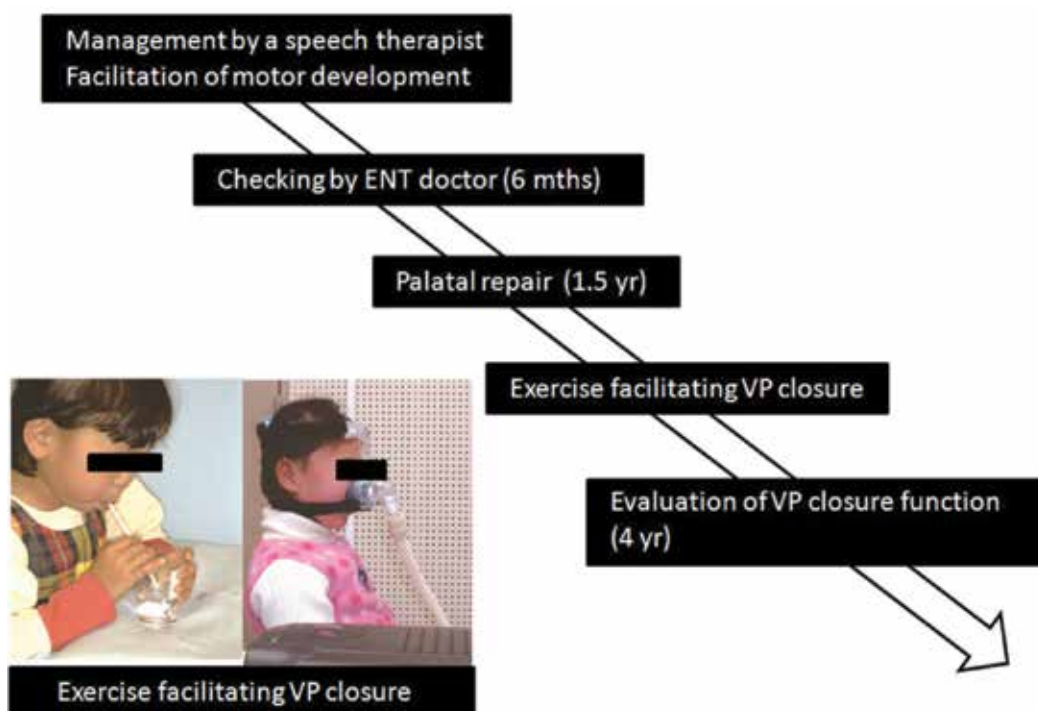 Management by a speech therapist
Facilitation of motor development
Checking by ENT doctor (6 mths)
Palatal repair (1.5 yr)
Exercise facilitating VP closure
Evaluation of VP closure function
(4 yr)
Exercise facilitating VP closure